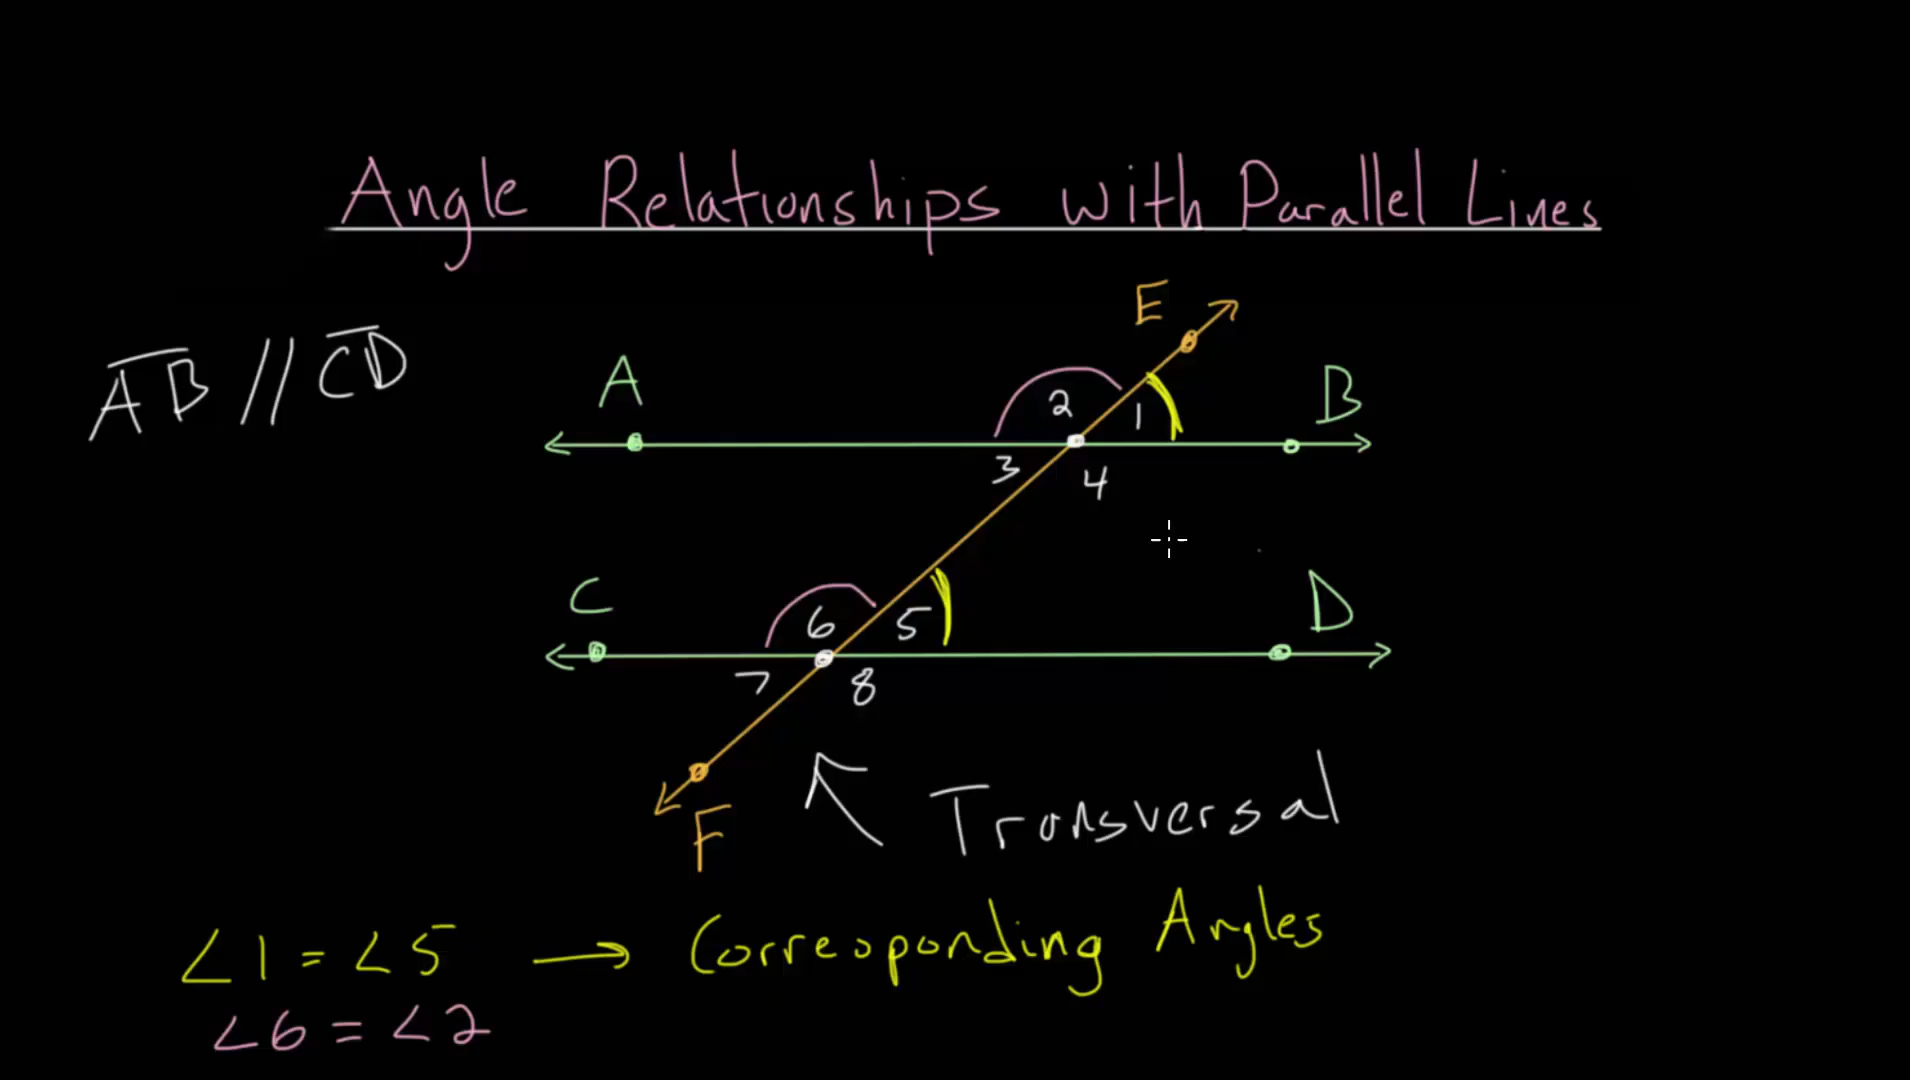 Angle Relationships with Parallel Lines
E
AB // CD
A
B
2
1
3
4
C
D
6
5
7
8
F
Transversal
∠1 = ∠5 → Corresponding Angles
∠6 = ∠2